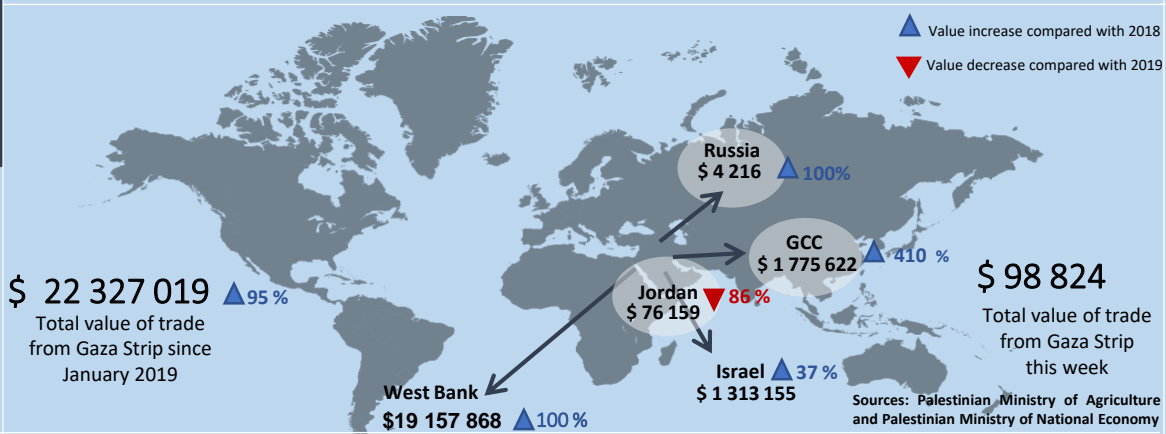 Value increase compared with 2018
Value decrease compared with 2019
Russia
$ 4 216
100%
GCC
$ 1 775 622
410 %
Jordan
$ 76 159
86 %
$ 22 327 019
95 %
Total value of trade
from Gaza Strip since
January 2019
$ 98 824
Total value of trade
from Gaza Strip
this week
Israel
37 %
$ 1 313 155
West Bank
$19 157 868
100 %
Sources: Palestinian Ministry of Agriculture
and Palestinian Ministry of National Economy